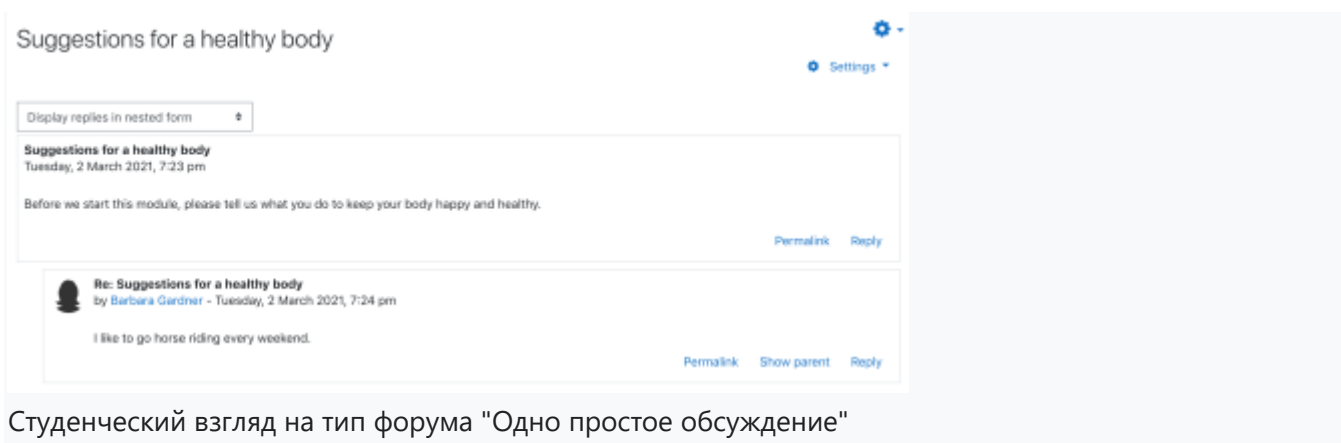 Suggestions for a healthy body
Settings
Display replies in nested form
Suggestions for a healthy body
Tuesday, 2 March 2021, 7:23 pm
Before we start this module, please tell us what you do to keep your body happy and healthy.
Permalink Reply
Re: Suggestions for a healthy body
by Barbara Gardner - Tuesday, 2 March 2021, 7:24 pm
I like to go horse riding every weekend.
Permalink Show parent Reply
Студенческий взгляд на тип форума "Одно простое обсуждение"